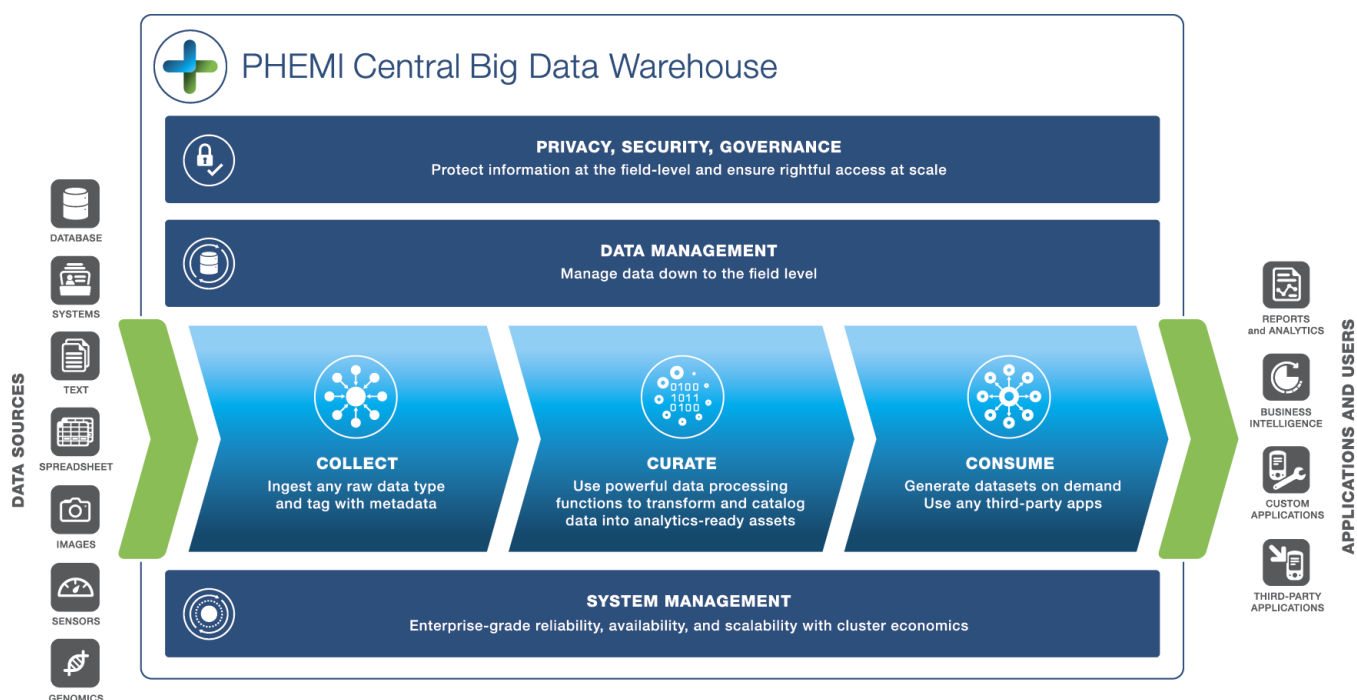 PHEMI Central Big Data Warehouse
PRIVACY, SECURITY, GOVERNANCE
Protect information at the field-level and ensure rightful access at scale
DATA MANAGEMENT
Manage data down to the field level
DATA SOURCES
DATABASE
SYSTEMS
TEXT
SPREADSHEET
IMAGES
SENSORS
GENOMICS
COLLECT
Ingest any raw data type
and tag with metadata
0100
1011
0100
CURATE
Use powerful data processing
functions to transform and catalog
data into analytics-ready assets
CONSUME
Generate datasets on demand
Use any third-party apps
SYSTEM MANAGEMENT
Enterprise-grade reliability, availability, and scalability with cluster economics
REPORTS
and ANALYTICS
BUSINESS
INTELLIGENCE
CUSTOM
APPLICATIONS
THIRD-PARTY
APPLICATIONS
APPLICATIONS AND USERS